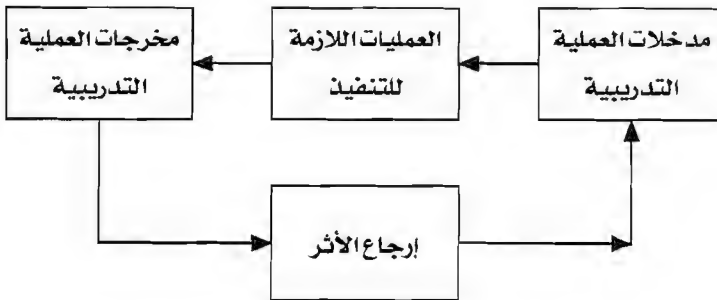 مدخلات العملية
التدريبية
العمليات اللازمة
للتنفيذ
مخرجات العملية
التدريبية
إرجاع الأثر